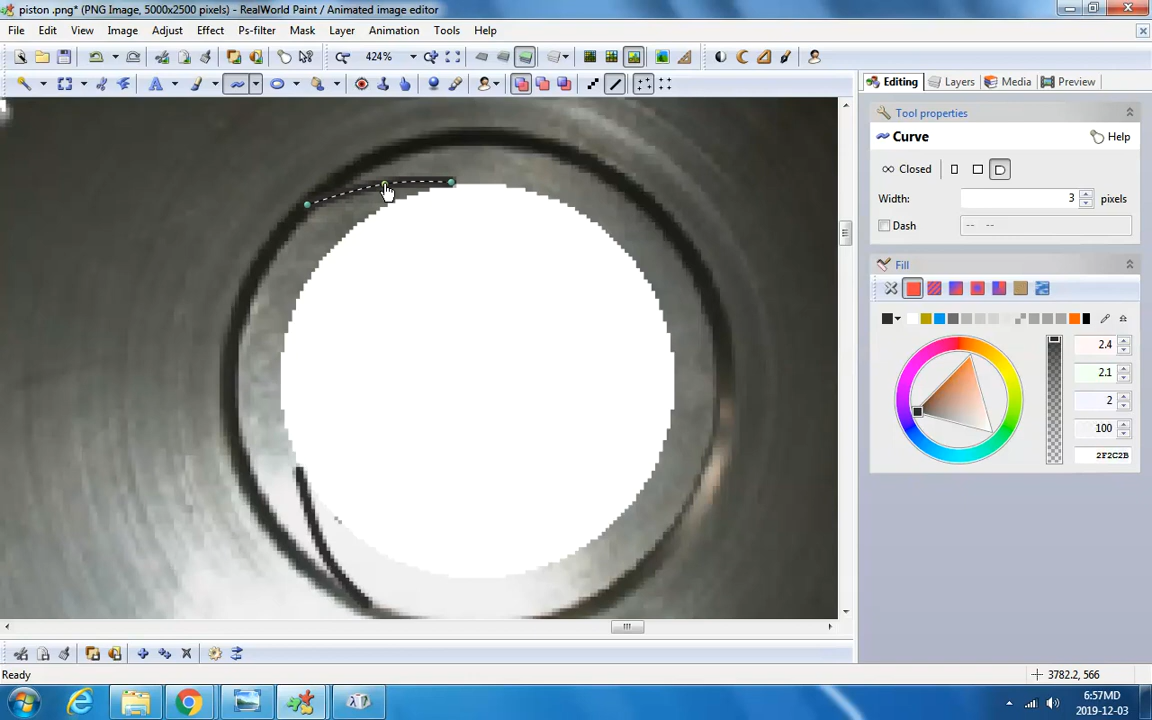 piston .png* (PNG Image, 5000x2500 pixels) - RealWorld Paint / Animated image editor
File Edit View Image Adjust Effect Ps-filter Mask Layer Animation Tools Help
424%
Editing Layers Media Preview
Tool properties
Curve Help
Closed
Width: 3 pixels
Dash
Fill
2.4
2.1
2
100
2F2C2B
Ready
3782.2, 566
6:57MD
2019-12-03